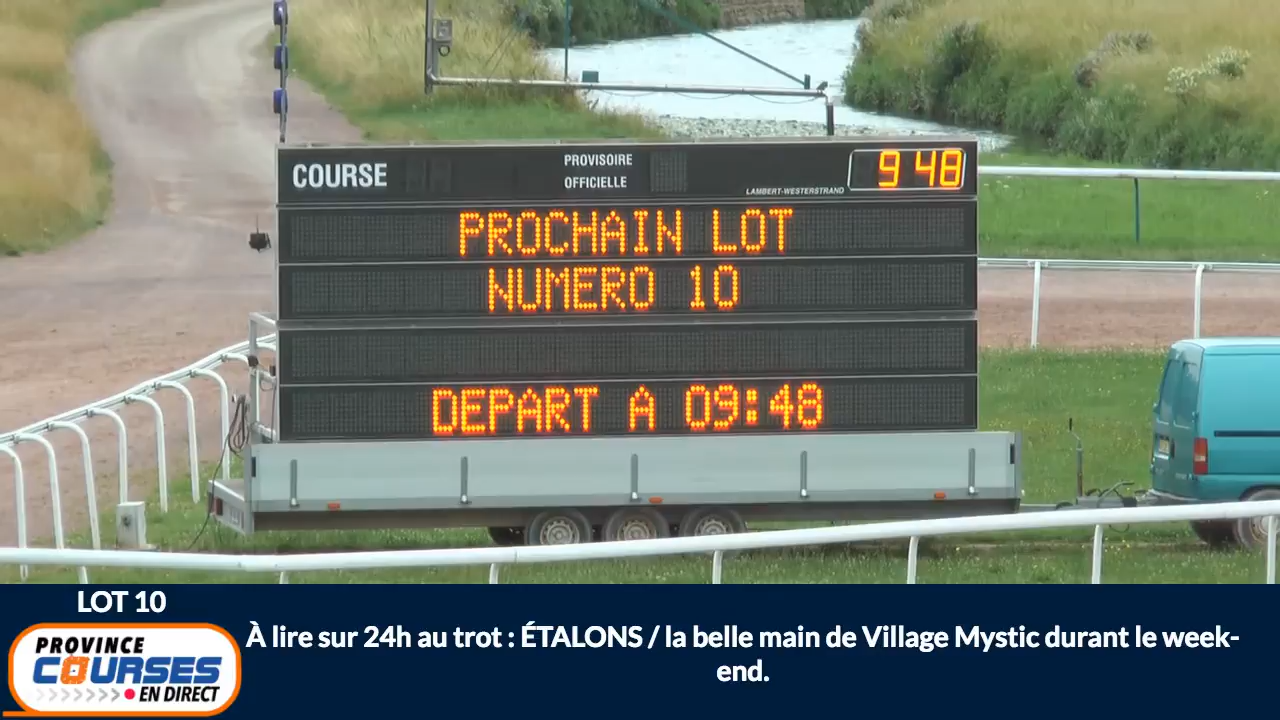 COURSE
PROVISOIRE
OFFICIELLE
LAMBERT-WESTERSTRAND
9 48
PROCHAIN LOT
NUMERO 10
DEPART A 09:48
LOT 10
PROVINCE
COURSES
EN DIRECT
À lire sur 24h au trot : ÉTALONS / la belle main de Village Mystic durant le week-
end.